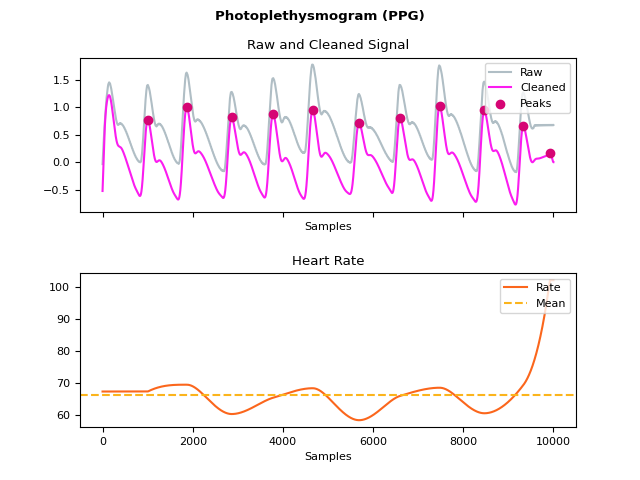 Photoplethysmogram (PPG)
Raw and Cleaned Signal
Raw
Cleaned
Peaks
1.5
1.0
0.5
0.0
−0.5
Samples
Heart Rate
Rate
Mean
100
90
80
70
60
0 2000 4000 6000 8000 10000
Samples